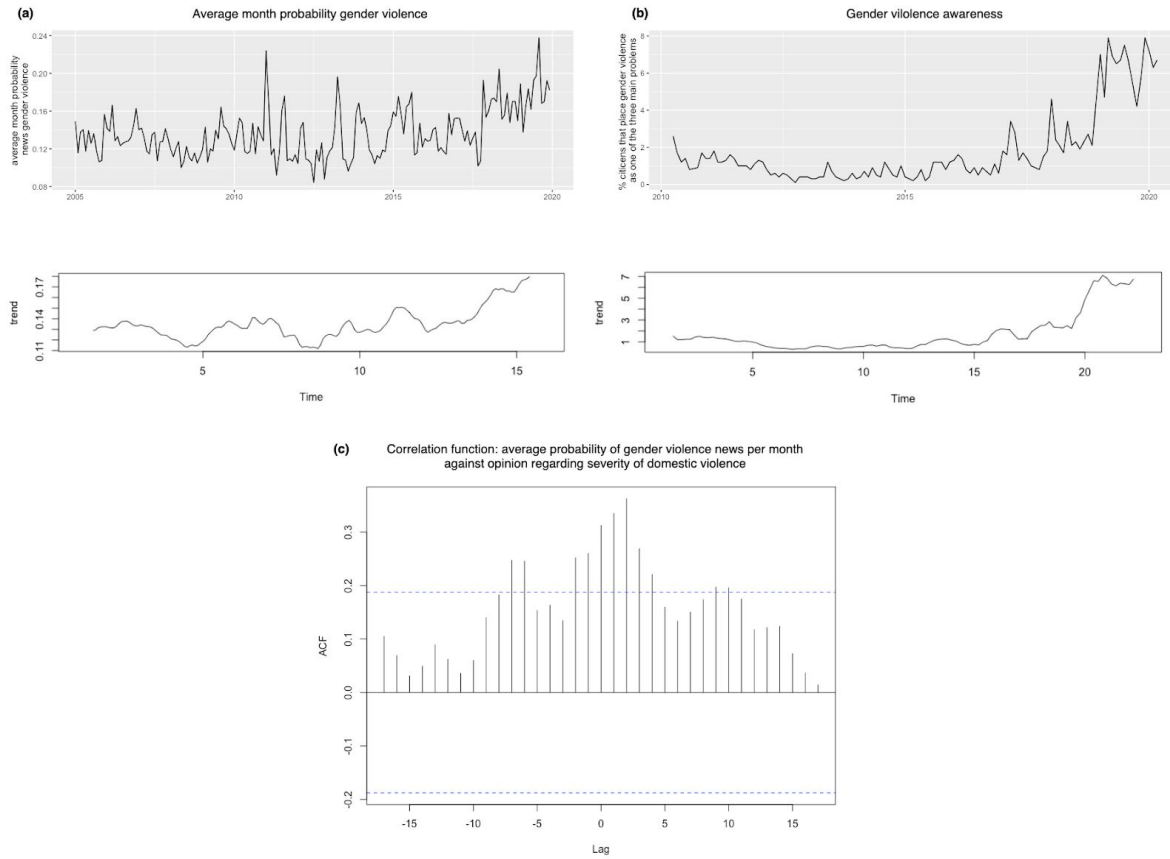 (a)
Average month probability gender violence
average month probability
news gender violence
0.24
0.20
0.16
0.12
0.08
2005
2010
2015
2020
trend
0.17
0.14
0.11
5
10
15
Time
(b)
Gender vilolence awareness
% citicens that place gender violence
as one of the three main problems
8
6
4
2
0
2010
2015
2020
trend
7
5
3
1
5
10
15
20
Time
(c)
Correlation function: average probability of gender violence news per month
against opinion regarding severity of domestic violence
ACF
0.3
0.2
0.1
0.0
-0.1
-0.2
-15
-10
-5
0
5
10
15
Lag